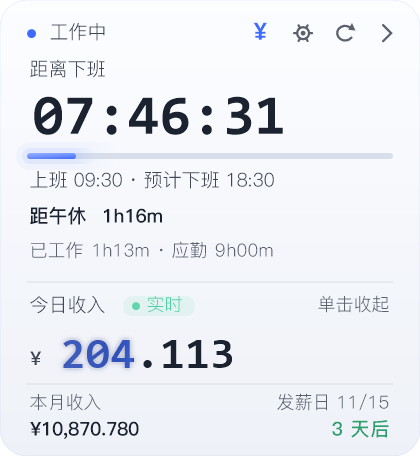 工作中 ¥
距离下班
07:46:31
上班 09:30 · 预计下班 18:30
距午休 1h16m
已工作 1h13m · 应勤 9h00m
今日收入 实时 单击收起
¥ 204.113
本月收入 发薪日 11/15
¥10,870.780 3 天后